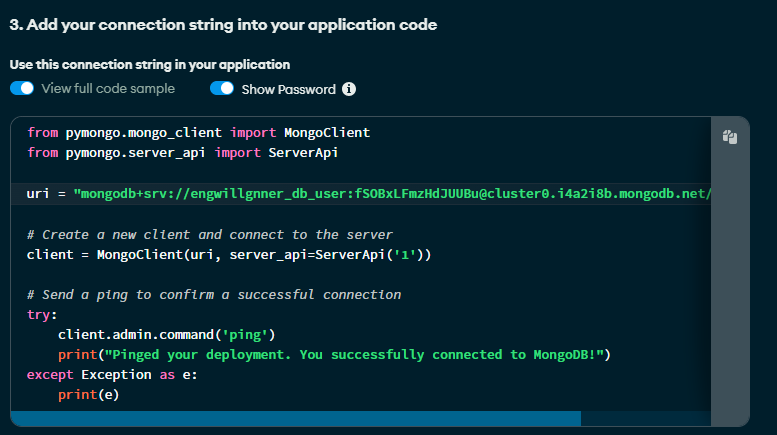 3. Add your connection string into your application code
Use this connection string in your application
View full code sample
Show Password
from pymongo.mongo_client import MongoClient
from pymongo.server_api import ServerApi
uri = "mongodb+srv://engwillgnner_db_user:fSOBxLFmzHdJUUBu@cluster0.i4a2i8b.mongodb.net/
# Create a new client and connect to the server
client = MongoClient(uri, server_api=ServerApi('1'))
# Send a ping to confirm a successful connection
try:
    client.admin.command('ping')
    print("Pinged your deployment. You successfully connected to MongoDB!")
except Exception as e:
    print(e)